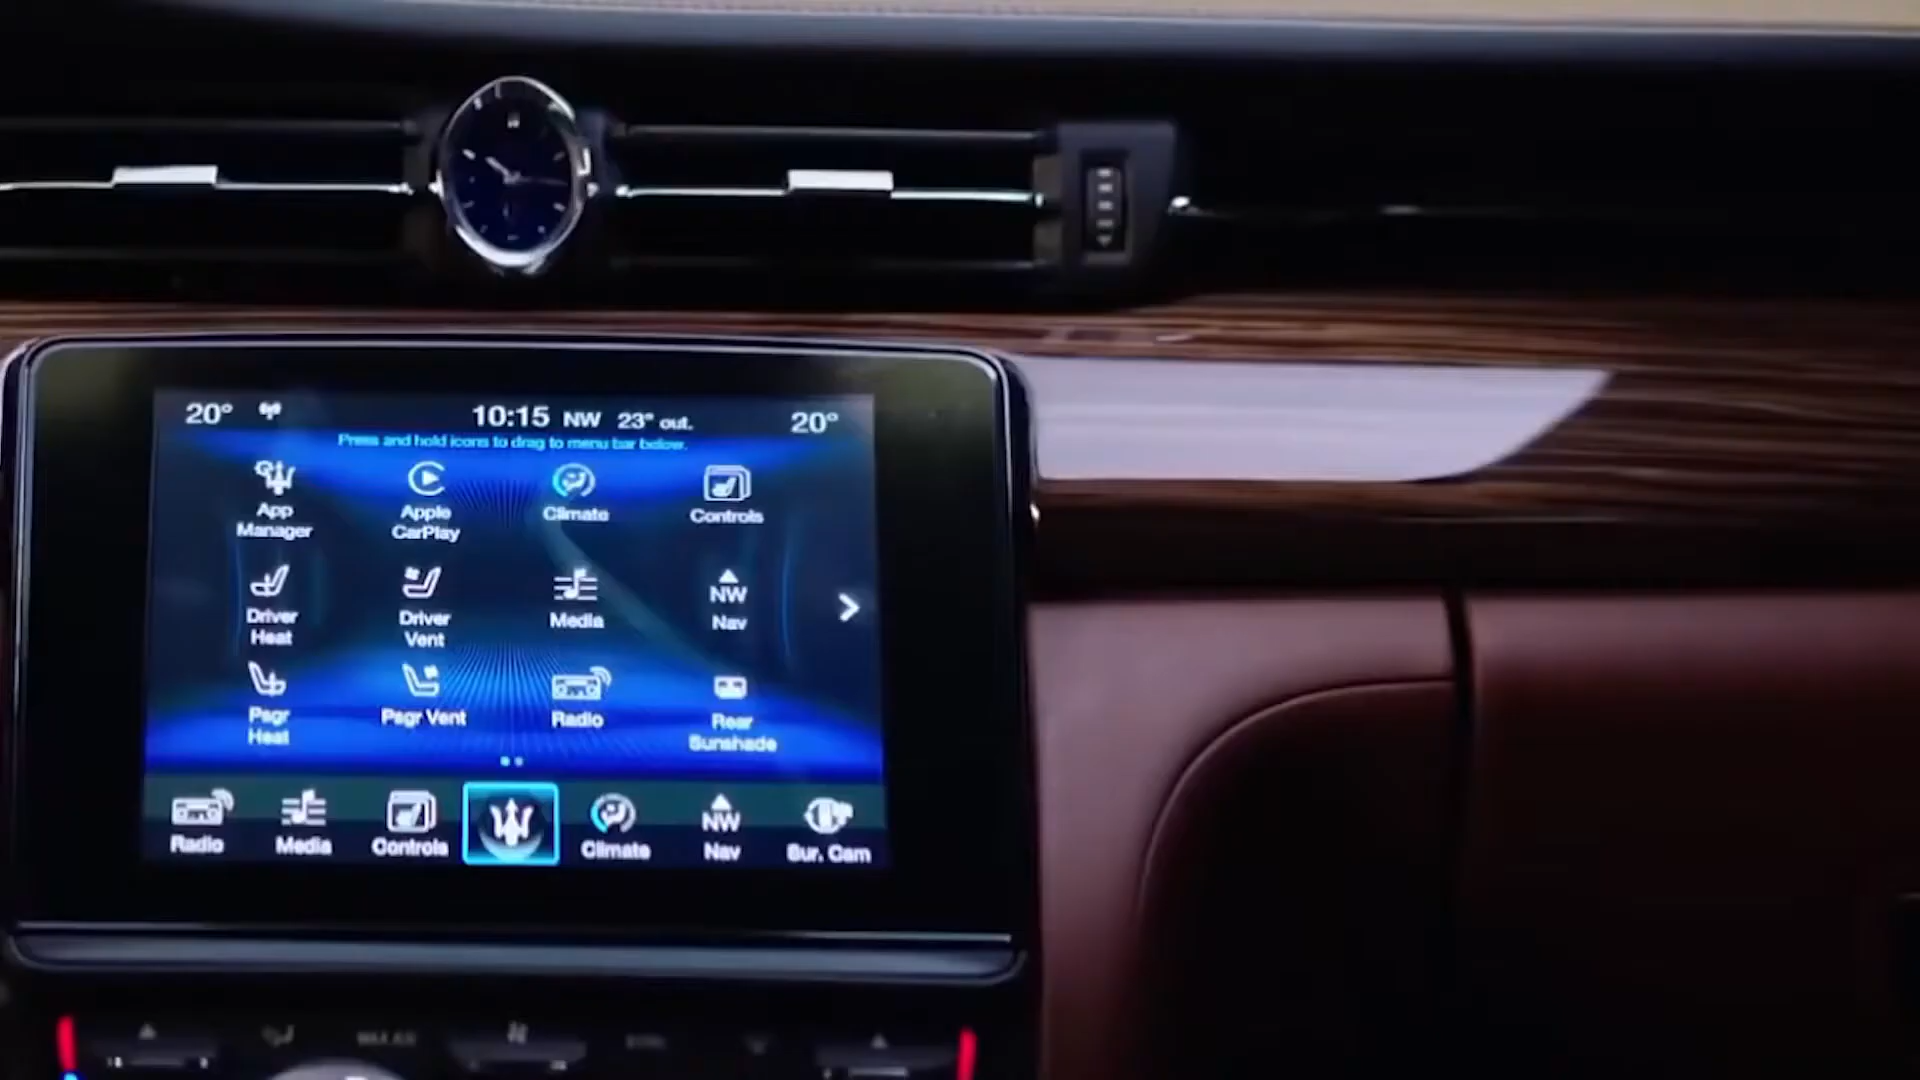 20° 10:15 NW 23° out. 20°
Press and hold icons to drag to menu bar below.
App Manager
Apple CarPlay
Climate
Controls
Driver Heat
Driver Vent
Media
NW
Nav
Psgr Heat
Psgr Vent
Radio
Rear Sunshade
Radio
Media
Controls
Climate
NW
Nav
Sur. Cam